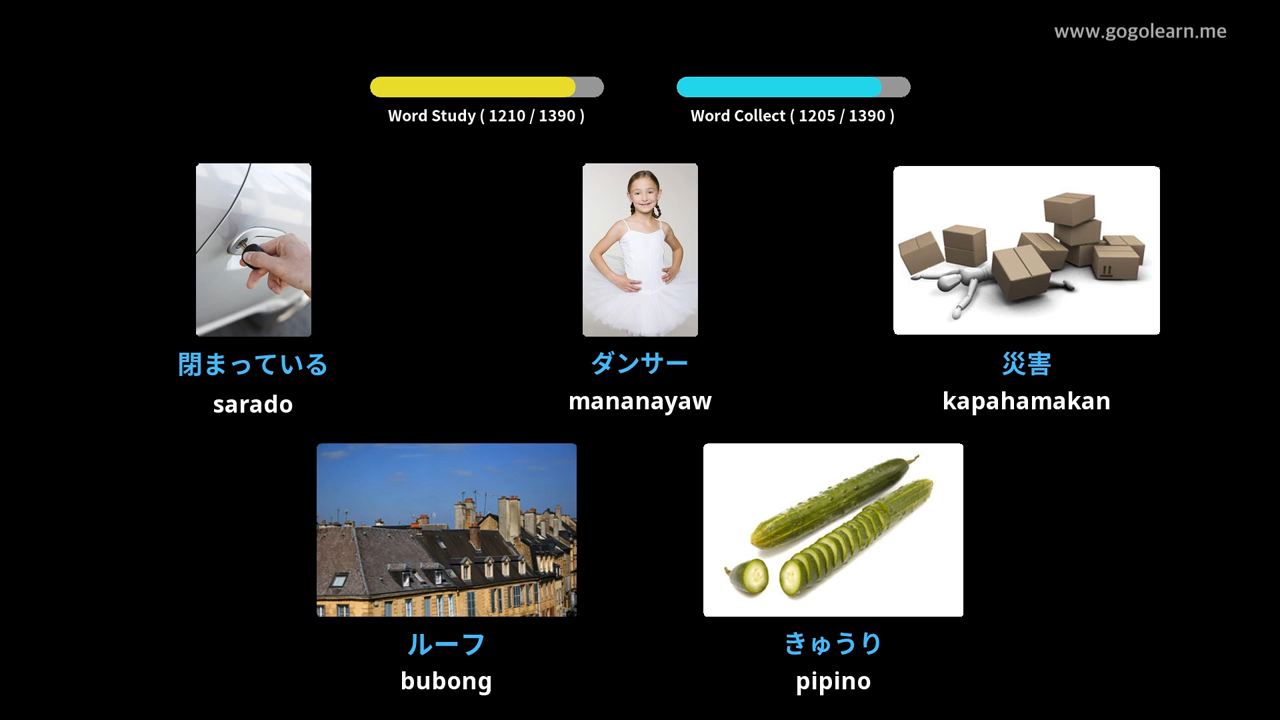 www.gogolearn.me
Word Study ( 1210 / 1390 )
Word Collect ( 1205 / 1390 )
閉まっている
sarado
ダンサー
mananayaw
災害
kapahamakan
ルーフ
bubong
きゅうり
pipino